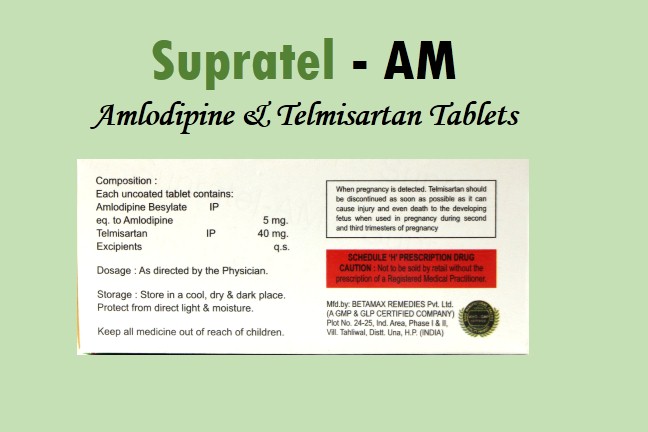 Supratel - AM
Amlodipine & Telmisartan Tablets
Composition :
Each uncoated tablet contains:
Amlodipine Besylate IP
eq. to Amlodipine 5 mg.
Telmisartan IP 40 mg.
Excipients q.s.
Dosage : As directed by the Physician.
Storage : Store in a cool, dry & dark place.
Protect from direct light & moisture.
Keep all medicine out of reach of children.
When pregnancy is detected. Telmisartan should
be discontinued as soon as possible as it can
cause injury and even death to the developing
fetus when used in pregnancy during second
and third trimesters of pregnancy
SCHEDULE 'H' PRESCRIPTION DRUG
CAUTION : Not to be sold by retail without the
prescription of a Registered Medical Practitioner.
Mfd.by: BETAMAX REMEDIES Pvt. Ltd.
(A GMP & GLP CERTIFIED COMPANY)
Plot No. 24-25, Ind. Area, Phase I & II,
Vill. Tahliwal, Distt. Una, H.P. (INDIA)